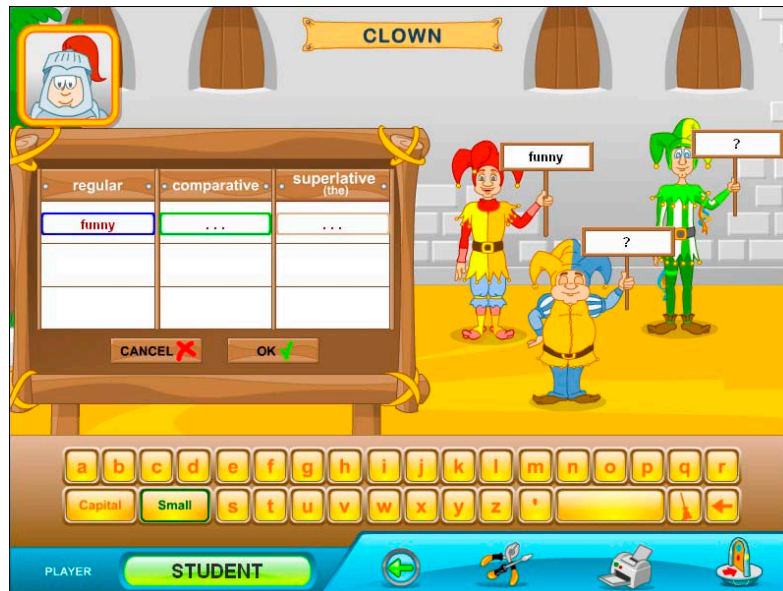 CLOWN
funny
?
?
regular comparative superlative
(the)
funny ... ...
CANCEL OK
a b c d e f g h i j k l m n o p q r
Capital Small s t u v w x y z '
PLAYER STUDENT